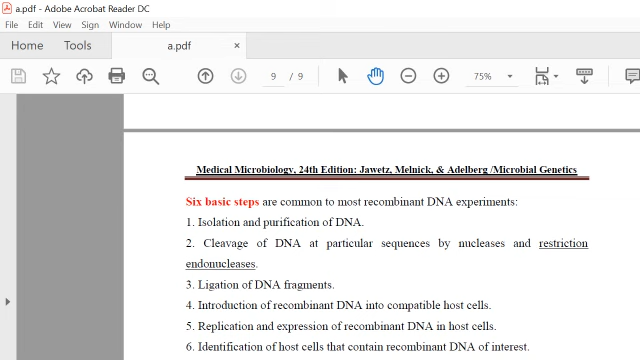 a.pdf - Adobe Acrobat Reader DC
File Edit View Sign Window Help
Home Tools a.pdf ×
9 / 9 75%
Medical Microbiology, 24th Edition: Jawetz, Melnick, & Adelberg /Microbial Genetics
Six basic steps are common to most recombinant DNA experiments:
1. Isolation and purification of DNA.
2. Cleavage of DNA at particular sequences by nucleases and restriction
endonucleases.
3. Ligation of DNA fragments.
4. Introduction of recombinant DNA into compatible host cells.
5. Replication and expression of recombinant DNA in host cells.
6. Identification of host cells that contain recombinant DNA of interest.